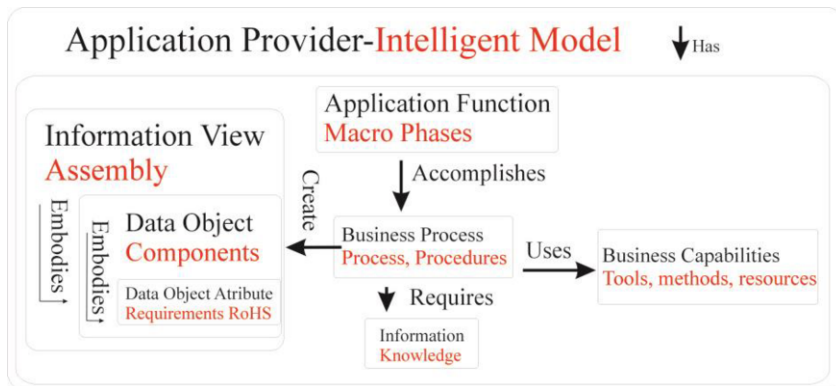 Application Provider-Intelligent Model
Has
Application Function
Macro Phases
Information View
Assembly
Accomplishes
Create
Embodies
Embodies
Data Object
Components
Business Process
Process, Procedures
Uses
Business Capabilities
Tools, methods, resources
Data Object Atribute
Requirements RoHS
Requires
Information
Knowledge